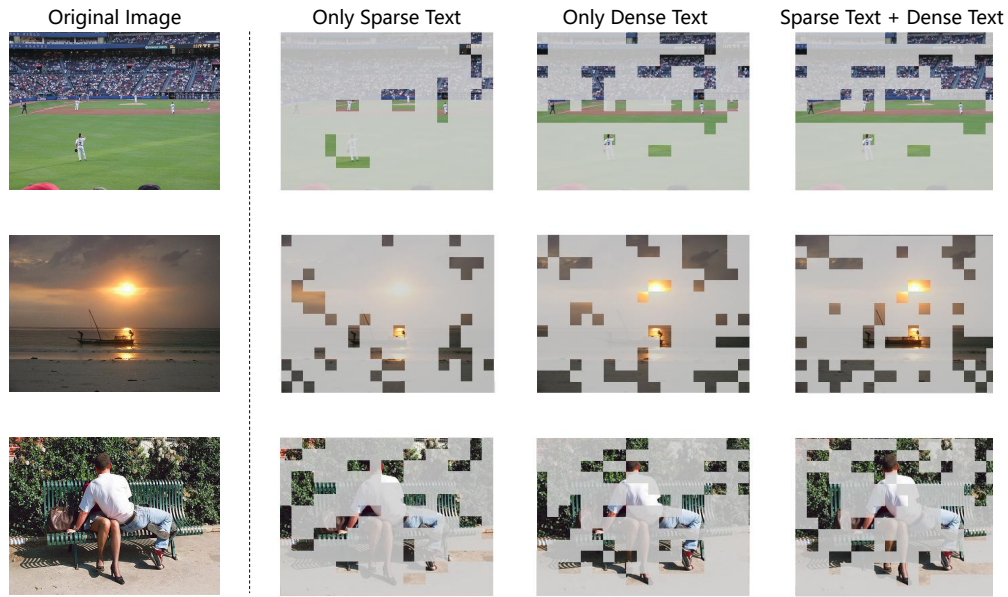 Original Image
Only Sparse Text
Only Dense Text
Sparse Text + Dense Text